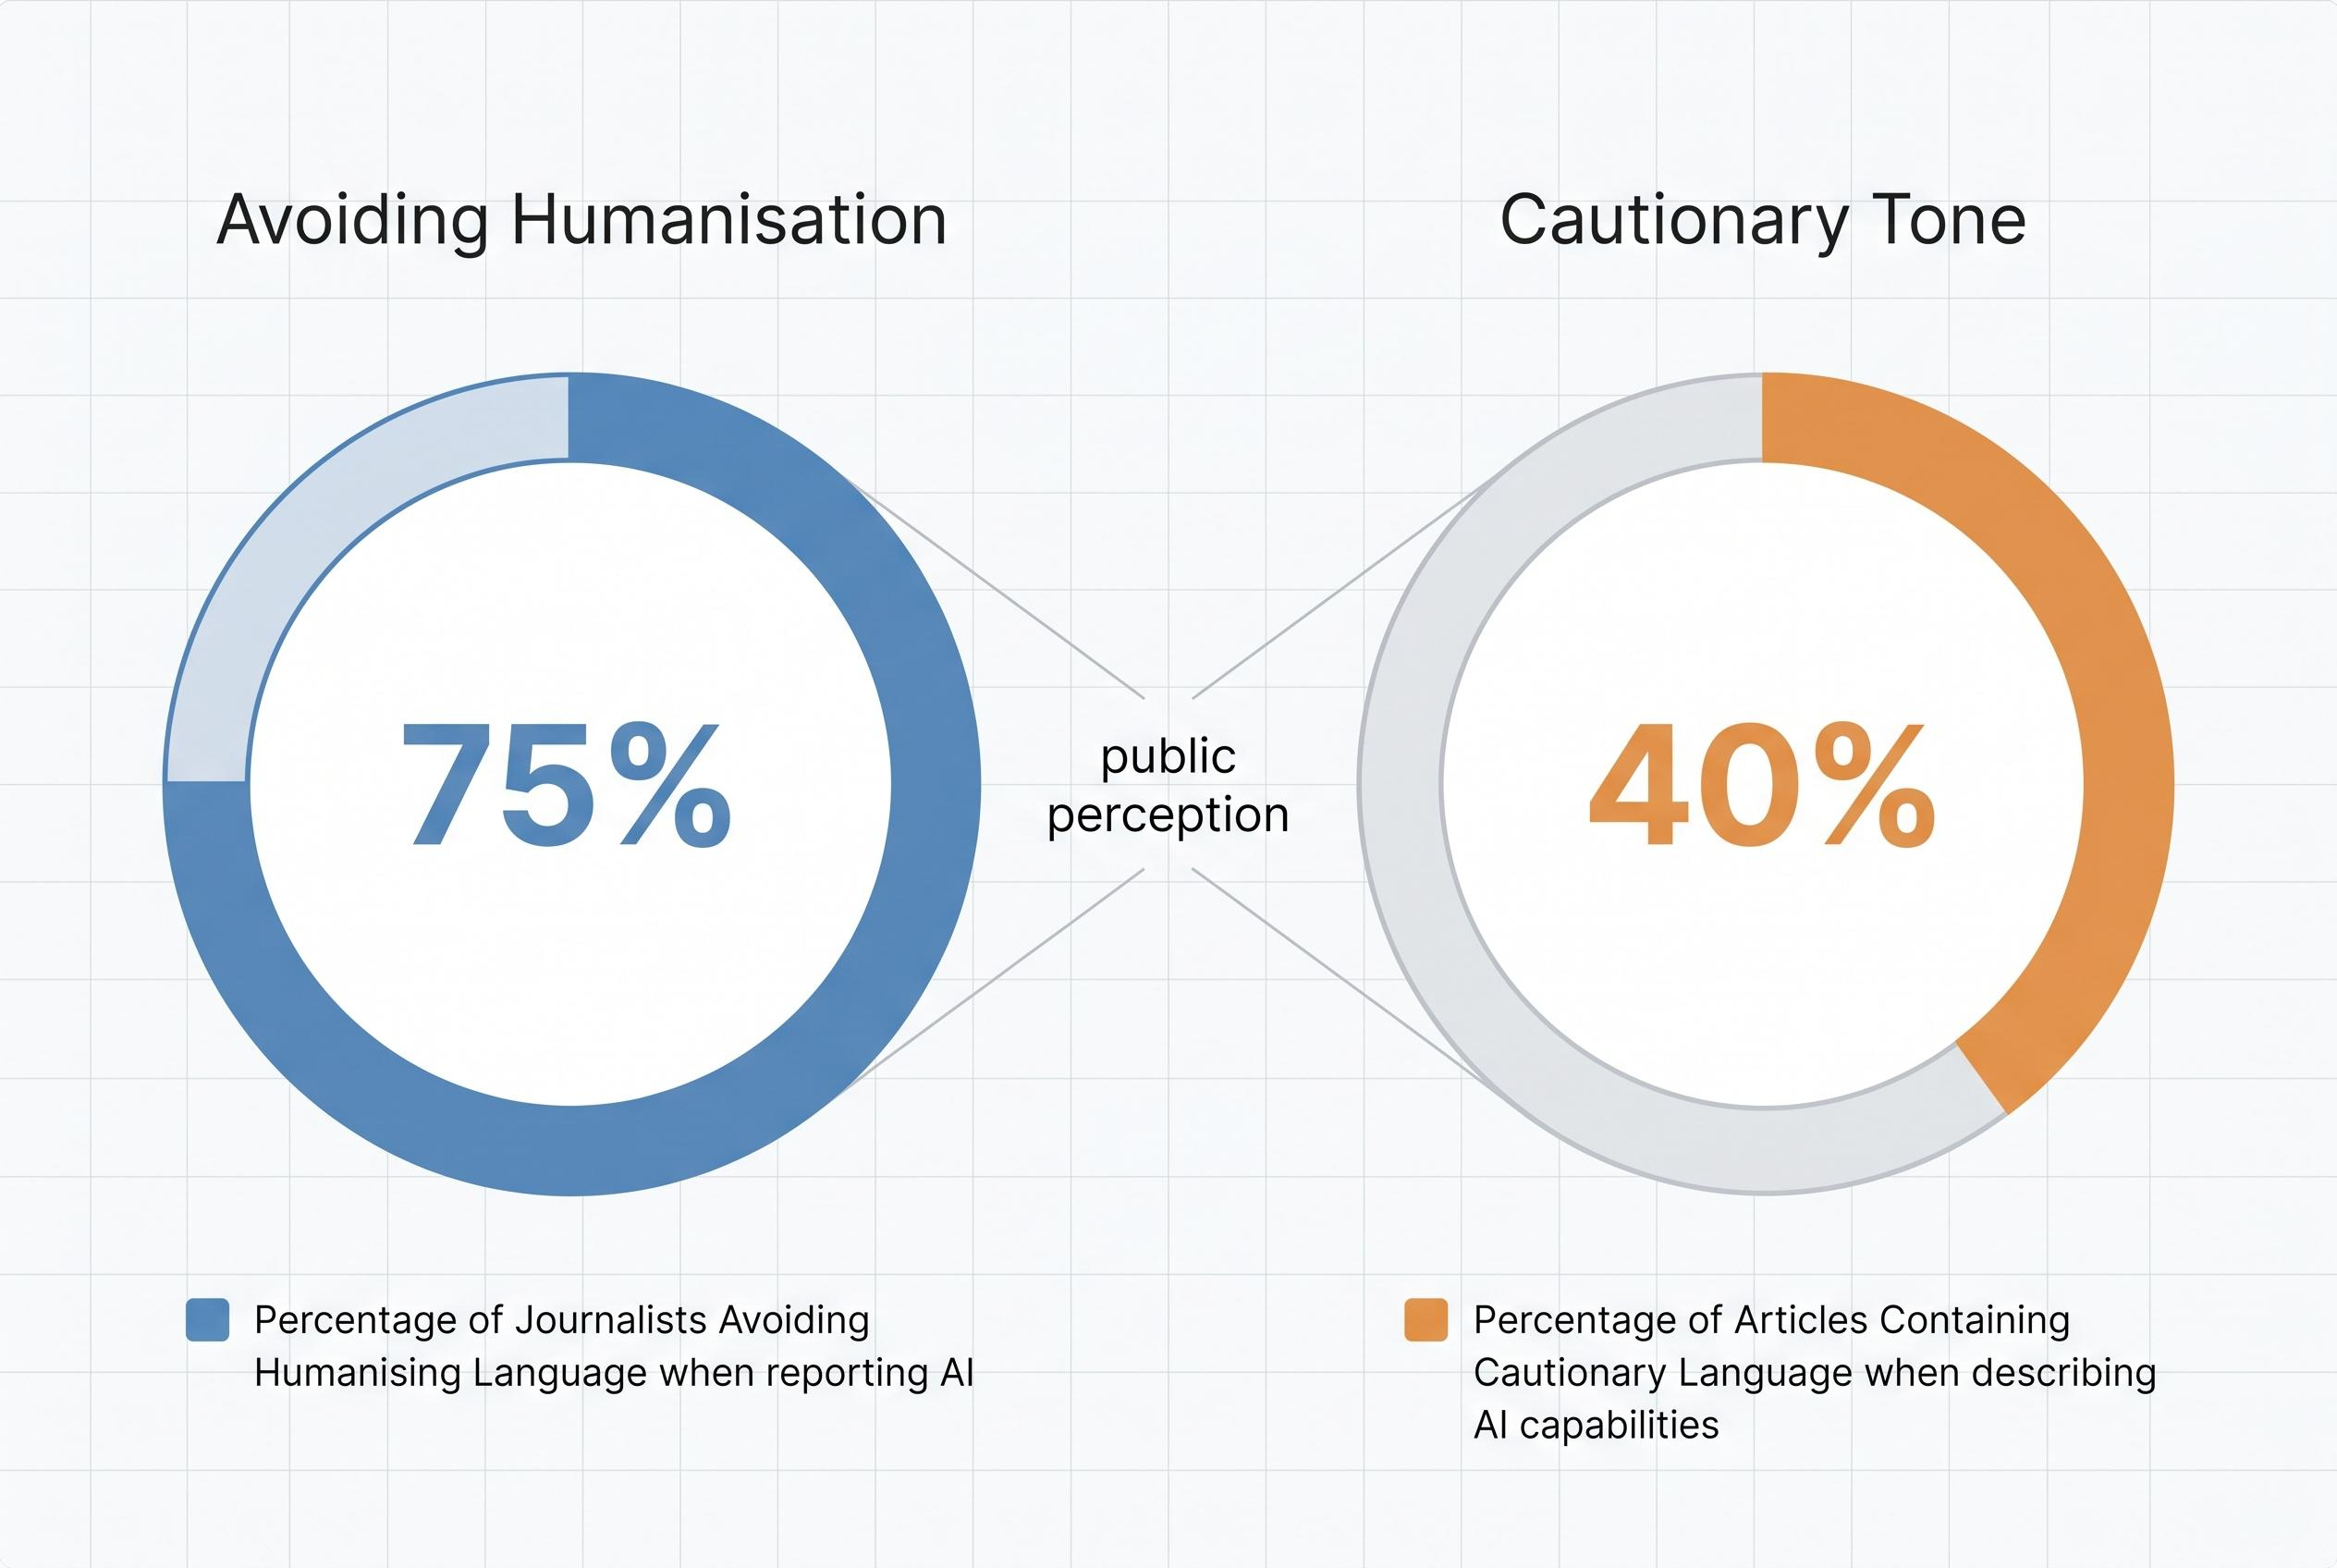 Avoiding Humanisation
Cautionary Tone
75%
public
perception
40%
Percentage of Journalists Avoiding
Humanising Language when reporting AI
Percentage of Articles Containing
Cautionary Language when describing
AI capabilities